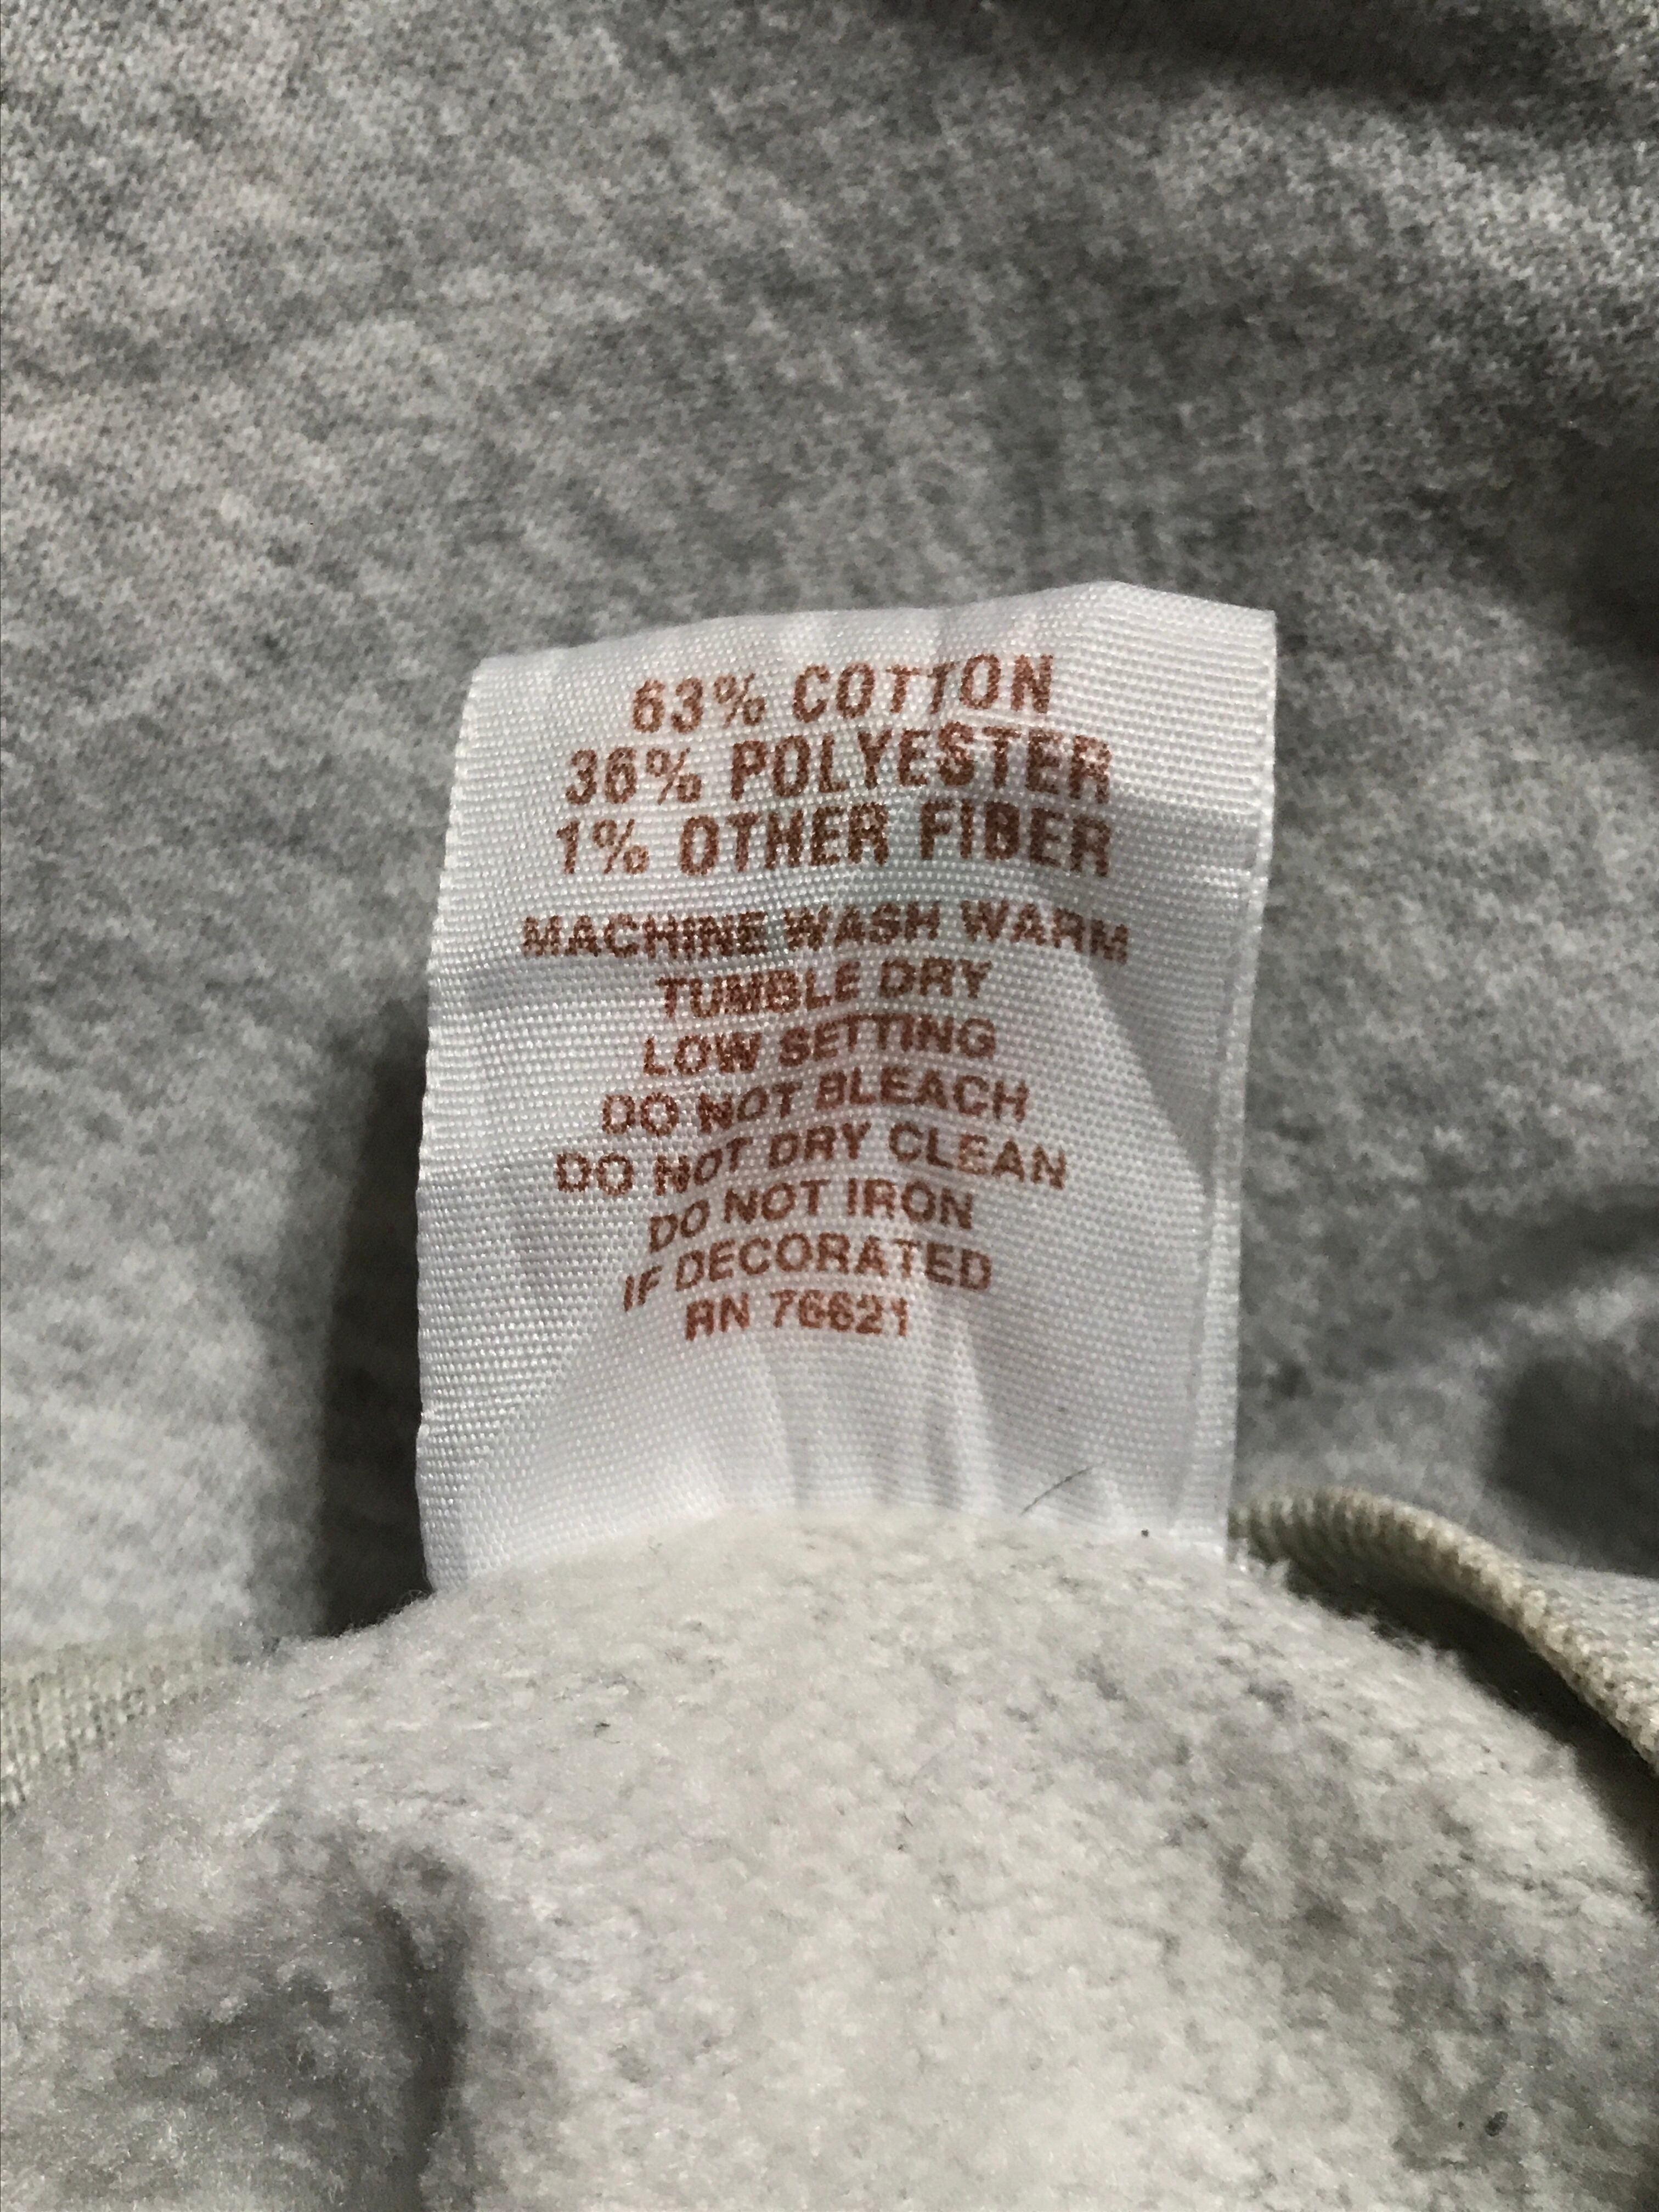 63% COTTON
36% POLYESTER
1% OTHER FIBER
MACHINE WASH WARM
TUMBLE DRY
LOW SETTING
DO NOT BLEACH
DO NOT DRY CLEAN
DO NOT IRON
IF DECORATED
RN 76621